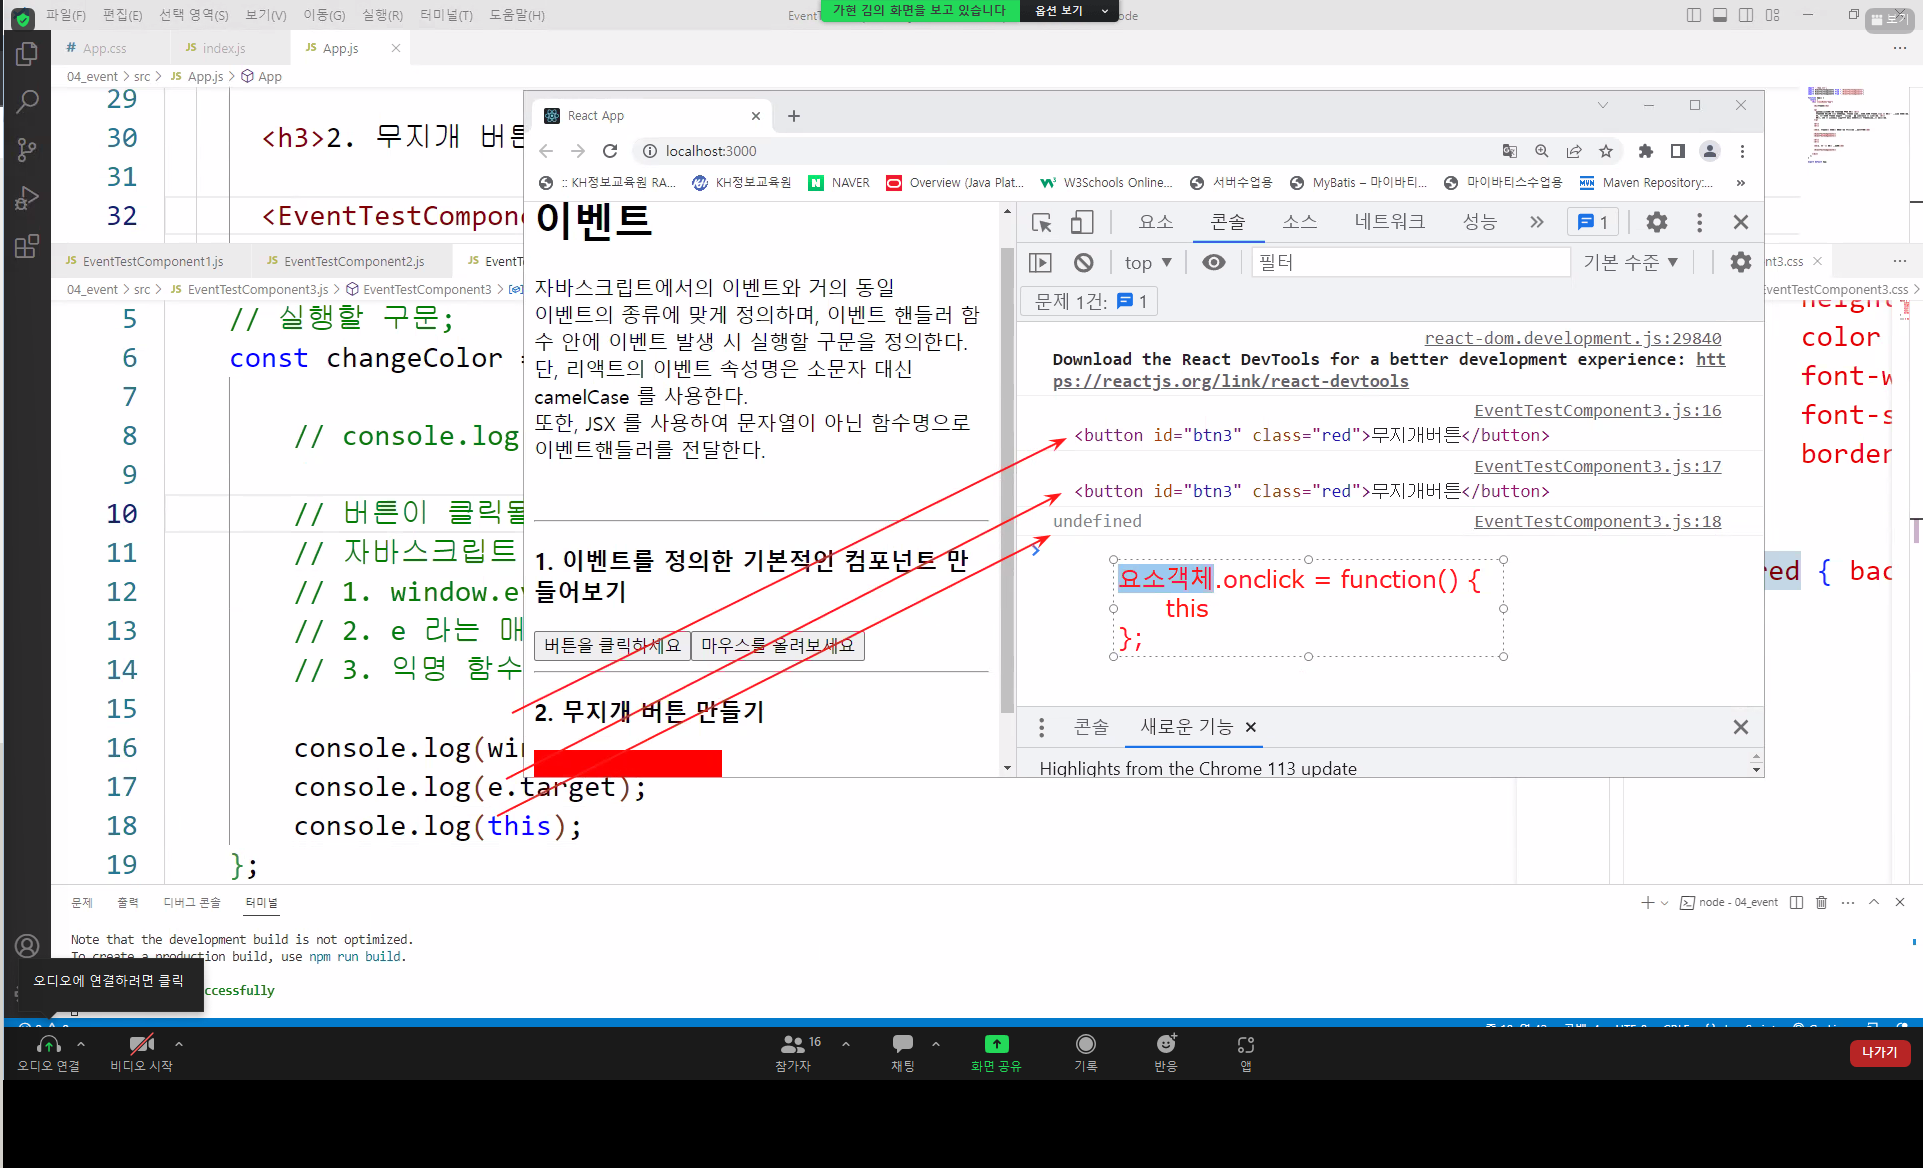 파일(F) 편집(E) 선택 영역(S) 보기(V) 이동(G) 실행(R) 터미널(T) 도움말(H)
가현 김의 화면을 보고 있습니다 옵션 보기
보기
# App.css
JS index.js
JS App.js
04_event > src > JS App.js > App
29
30 <h3>2. 무지개 버튼
31
32 <EventTestCompone
JS EventTestComponent1.js
JS EventTestComponent2.js
JS EventT
04_event > src > JS EventTestComponent3.js > EventTestComponent3 >
5 // 실행할 구문;
6 const changeColor =
7
8 // console.log
9
10 // 버튼이 클릭될
11 // 자바스크립트
12 // 1. window.ev
13 // 2. e 라는 매
14 // 3. 익명 함수
15
16 console.log(win
17 console.log(e.target);
18 console.log(this);
19 };
React App
localhost:3000
:: KH정보교육원 RA...
KH정보교육원
NAVER
Overview (Java Plat...
W3Schools Online...
서버수업용
MyBatis – 마이바티...
마이바티스수업용
Maven Repository:...
이벤트
자바스크립트에서의 이벤트와 거의 동일
이벤트의 종류에 맞게 정의하며, 이벤트 핸들러 함
수 안에 이벤트 발생 시 실행할 구문을 정의한다.
단, 리액트의 이벤트 속성명은 소문자 대신
camelCase 를 사용한다.
또한, JSX 를 사용하여 문자열이 아닌 함수명으로
이벤트핸들러를 전달한다.
1. 이벤트를 정의한 기본적인 컴포넌트 만
들어보기
버튼을 클릭하세요 마우스를 올려보세요
2. 무지개 버튼 만들기
요소 콘솔 소스 네트워크 성능 1
top 필터 기본 수준
문제 1건: 1
react-dom.development.js:29840
Download the React DevTools for a better development experience: htt
ps://reactjs.org/link/react-devtools
EventTestComponent3.js:16
<button id="btn3" class="red">무지개버튼</button>
EventTestComponent3.js:17
<button id="btn3" class="red">무지개버튼</button>
undefined EventTestComponent3.js:18
요소객체.onclick = function() {
this
};
콘솔 새로운 기능
Highlights from the Chrome 113 update
nt3.css
EventTestComponent3.css
height
color
font-w
font-s
border
ed { bac
문제 출력 디버그 콘솔 터미널
node - 04_event
Note that the development build is not optimized.
To create a production build, use npm run build.
ccessfully
오디오에 연결하려면 클릭
오디오 연결
비디오 시작
16
참가자
채팅
화면 공유
기록
반응
앱
나가기